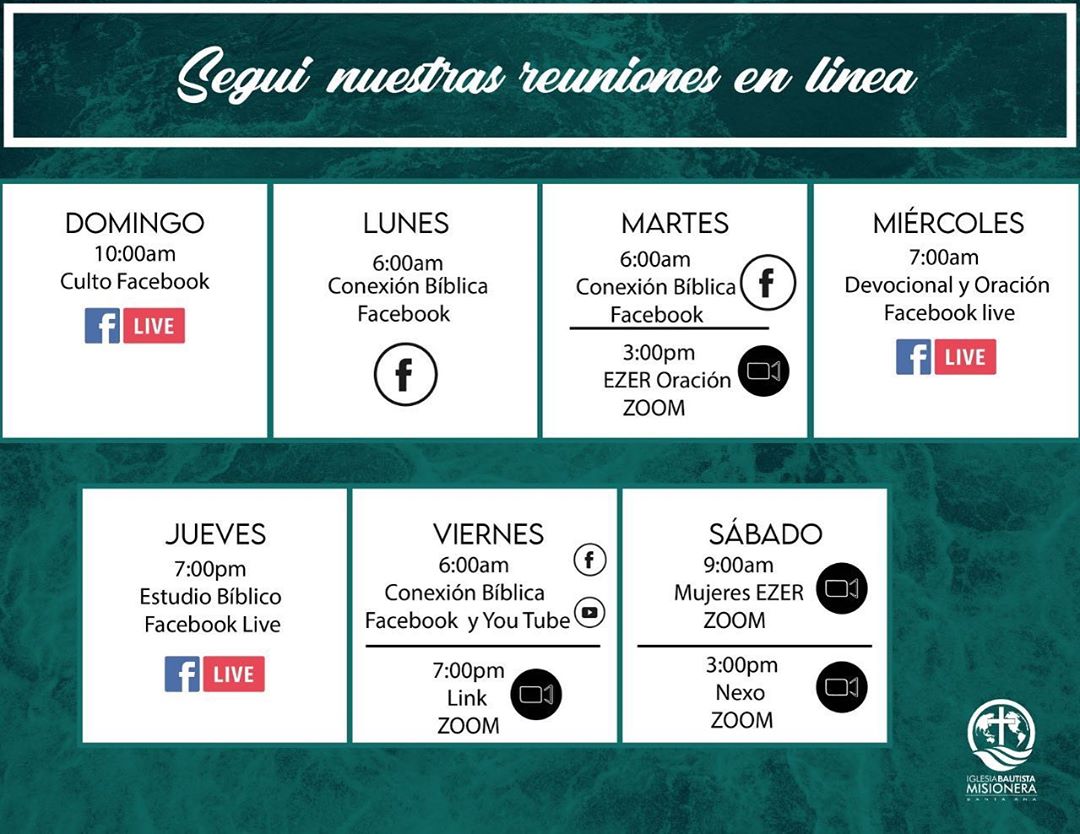 Segui nuestras reuniones en linea
DOMINGO
10:00am
Culto Facebook
f LIVE
LUNES
6:00am
Conexión Bíblica
Facebook
f
MARTES
6:00am
Conexión Bíblica
Facebook
f
3:00pm
EZER Oración
ZOOM
MIÉRCOLES
7:00am
Devocional y Oración
Facebook live
f LIVE
JUEVES
7:00pm
Estudio Bíblico
Facebook Live
f LIVE
VIERNES
6:00am
Conexión Bíblica
Facebook y You Tube
f
7:00pm
Link
ZOOM
SÁBADO
9:00am
Mujeres EZER
ZOOM
3:00pm
Nexo
ZOOM
IGLESIA BAUTISTA
MISIONERA
SANTA ANA